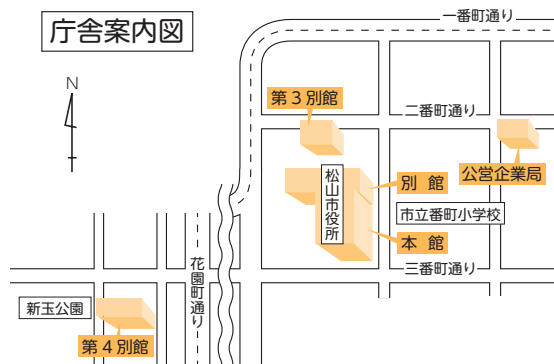 庁舎案内図
一番町通り
N
第3別館
二番町通り
公営企業局
松山市役所
別館
市立番町小学校
本館
三番町通り
花園町通り
新玉公園
第4別館